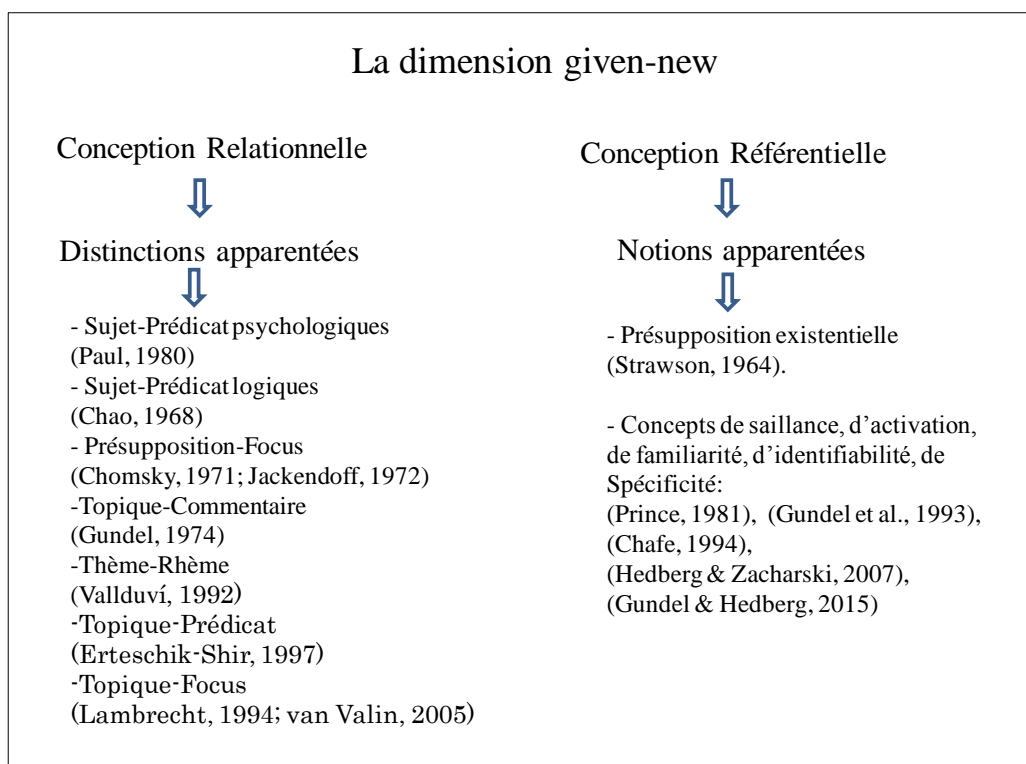 La dimension given-new
Conception Relationnelle
Distinctions apparentées
- Sujet-Prédicat psychologiques
(Paul, 1980)
- Sujet-Prédicat logiques
(Chao, 1968)
- Présupposition-Focus
(Chomsky, 1971; Jackendoff, 1972)
-Topique-Commentaire
(Gundel, 1974)
-Thème-Rhème
(Vallduví, 1992)
-Topique-Prédicat
(Erteschik-Shir, 1997)
-Topique-Focus
(Lambrecht, 1994; van Valin, 2005)
Conception Référentielle
Notions apparentées
- Présupposition existentielle
(Strawson, 1964).
- Concepts de saillance, d’activation,
de familiarité, d’identifiabilité, de
Spécificité:
(Prince, 1981), (Gundel et al., 1993),
(Chafe, 1994),
(Hedberg & Zacharski, 2007),
(Gundel & Hedberg, 2015)